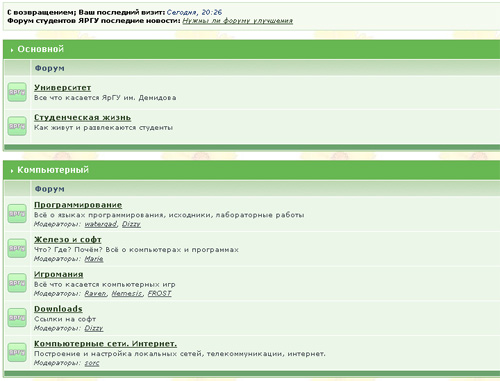 С возвращением; Ваш последний визит: Сегодня, 20:26
Форум студентов ЯРГУ последние новости: Нужны ли форуму улучшения
Основной
Форум
ЯРГУ
Университет
Все что касается ЯрГУ им. Демидова
ЯРГУ
Студенческая жизнь
Как живут и развлекаются студенты
Компьютерный
Форум
ЯРГУ
Программирование
Всё о языках программирования, исходники, лабораторные работы
Модераторы: watergad, Dizzy
ЯРГУ
Железо и софт
Что? Где? Почём? Всё о компьютерах и программах
Модераторы: Marie
ЯРГУ
Игромания
Всё что касается компьютерных игр
Модераторы: Raven, Nemesis, FROST
ЯРГУ
Downloads
Ссылки на софт
Модераторы: Dizzy
ЯРГУ
Компьютерные сети. Интернет.
Построение и настройка локальных сетей, телекоммуникации, интернет.
Модераторы: sorc